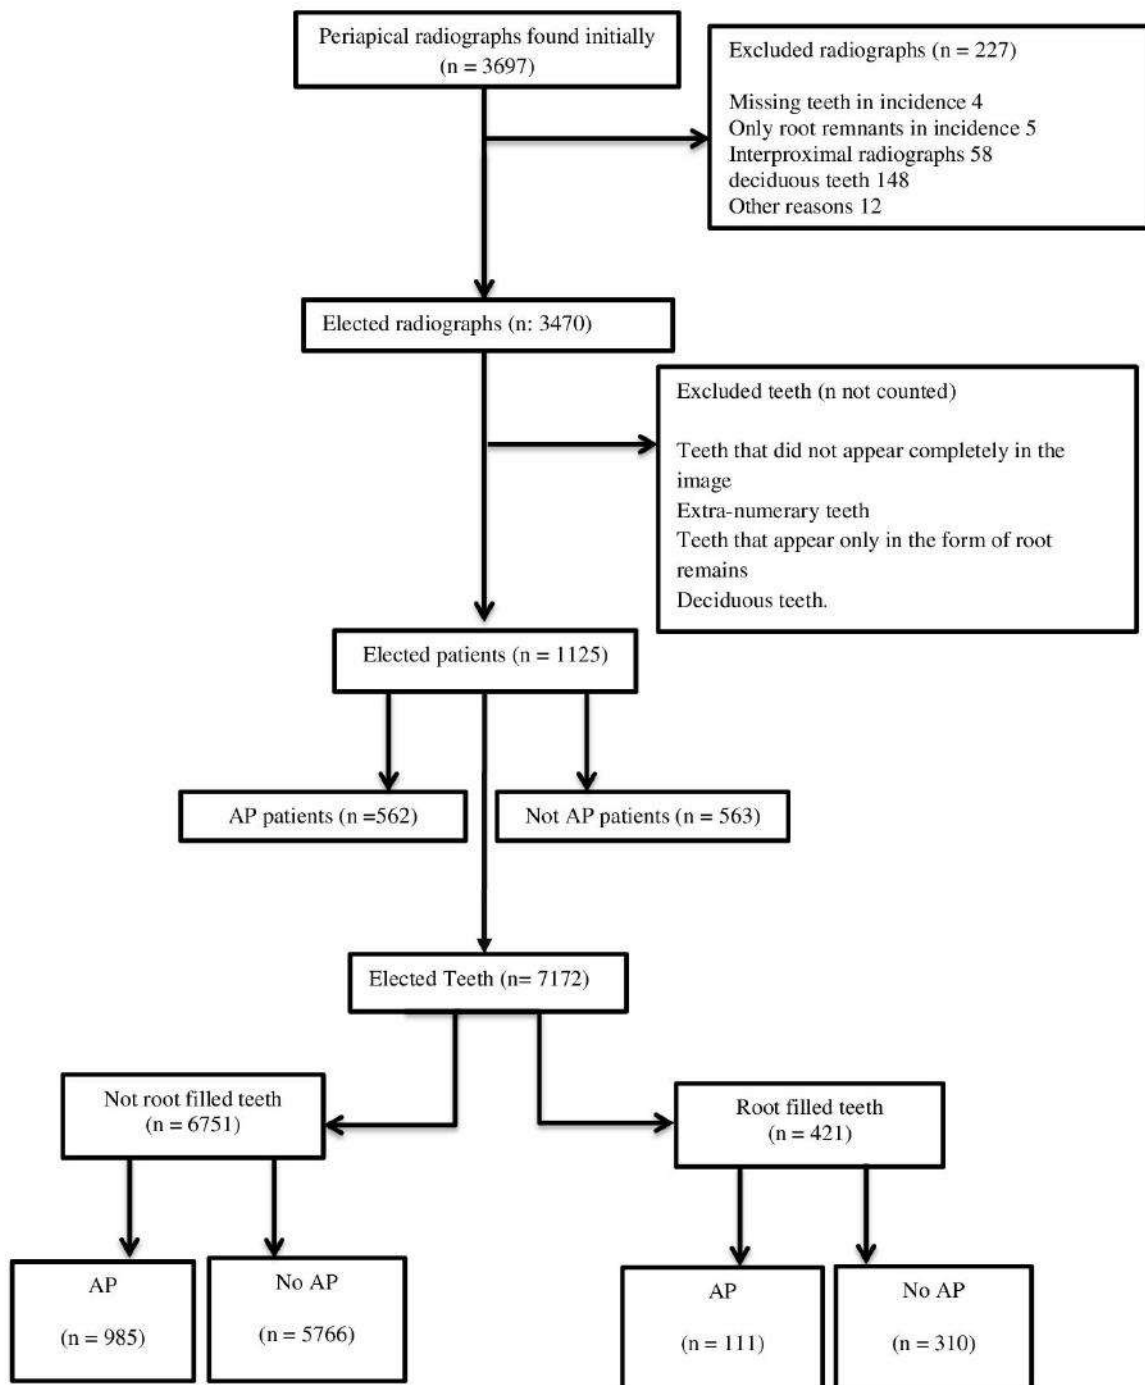 Periapical radiographs found initially
(n = 3697)
Excluded radiographs (n = 227)
Missing teeth in incidence 4
Only root remnants in incidence 5
Interproximal radiographs 58
deciduous teeth 148
Other reasons 12
Elected radiographs (n: 3470)
Excluded teeth (n not counted)
Teeth that did not appear completely in the
image
Extra-numerary teeth
Teeth that appear only in the form of root
remains
Deciduous teeth.
Elected patients (n = 1125)
AP patients (n =562)
Not AP patients (n = 563)
Elected Teeth (n= 7172)
Not root filled teeth
(n = 6751)
Root filled teeth
(n = 421)
AP
(n = 985)
No AP
(n = 5766)
AP
(n = 111)
No AP
(n = 310)